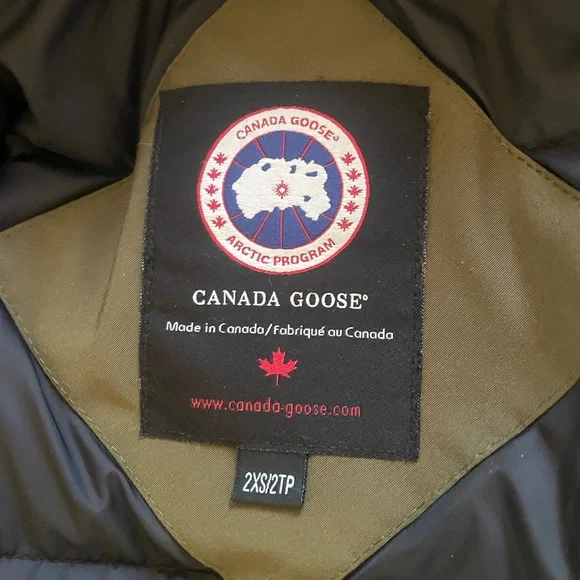 CANADA GOOSE®
ARCTIC PROGRAM
CANADA GOOSE®
Made in Canada/Fabriqué au Canada
www.canada-goose.com
2XS/2TP